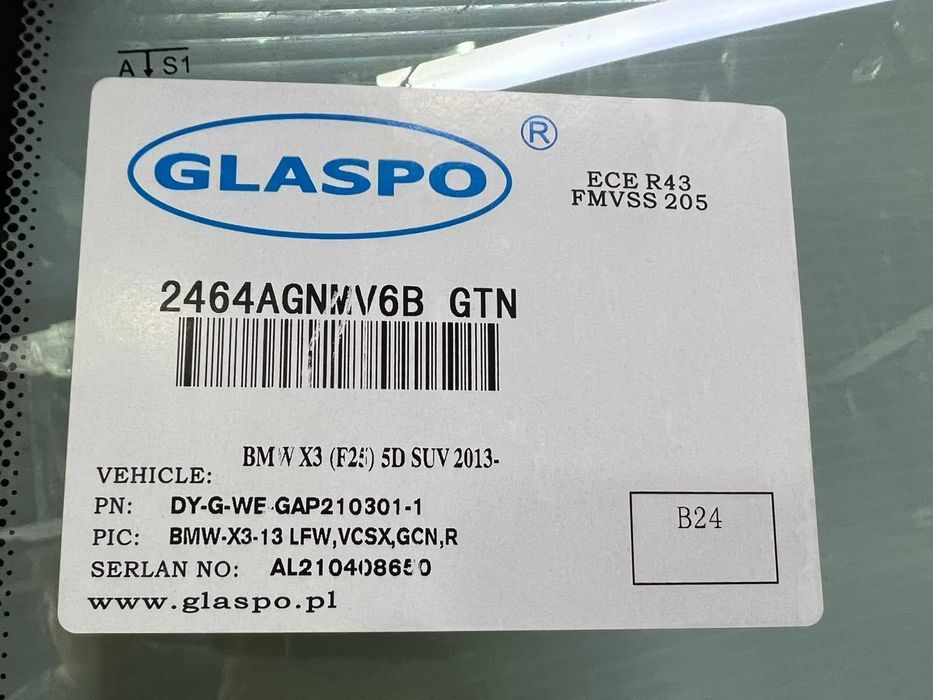 A S1
GLASPO ®
ECE R43
FMVSS 205
2464AGNMV6B GTN
VEHICLE: BMW X3 (F25) 5D SUV 2013-
PN: DY-G-WE-GAP210301-1
PIC: BMW-X3-13 LFW,VCSX,GCN,R
SERLAN NO: AL210408650
www.glaspo.pl
B24